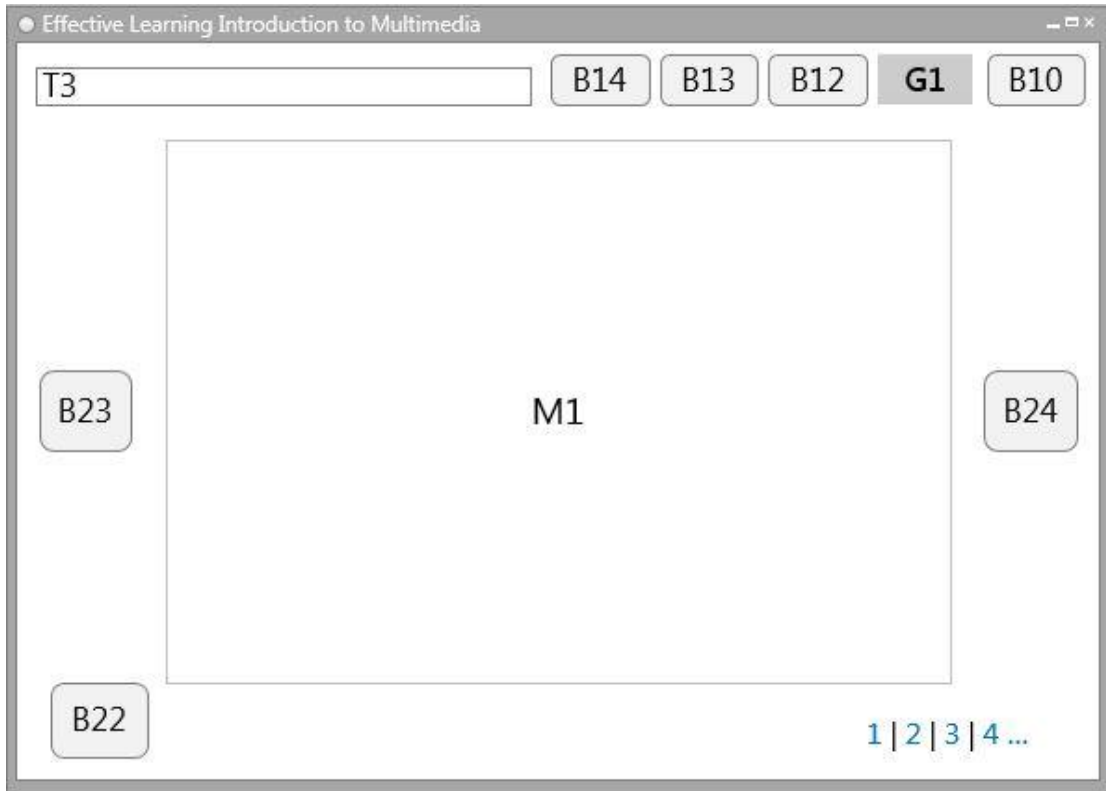 Effective Learning Introduction to Multimedia
T3 B14 B13 B12 G1 B10
B23 M1 B24
B22
1 | 2 | 3 | 4 ...